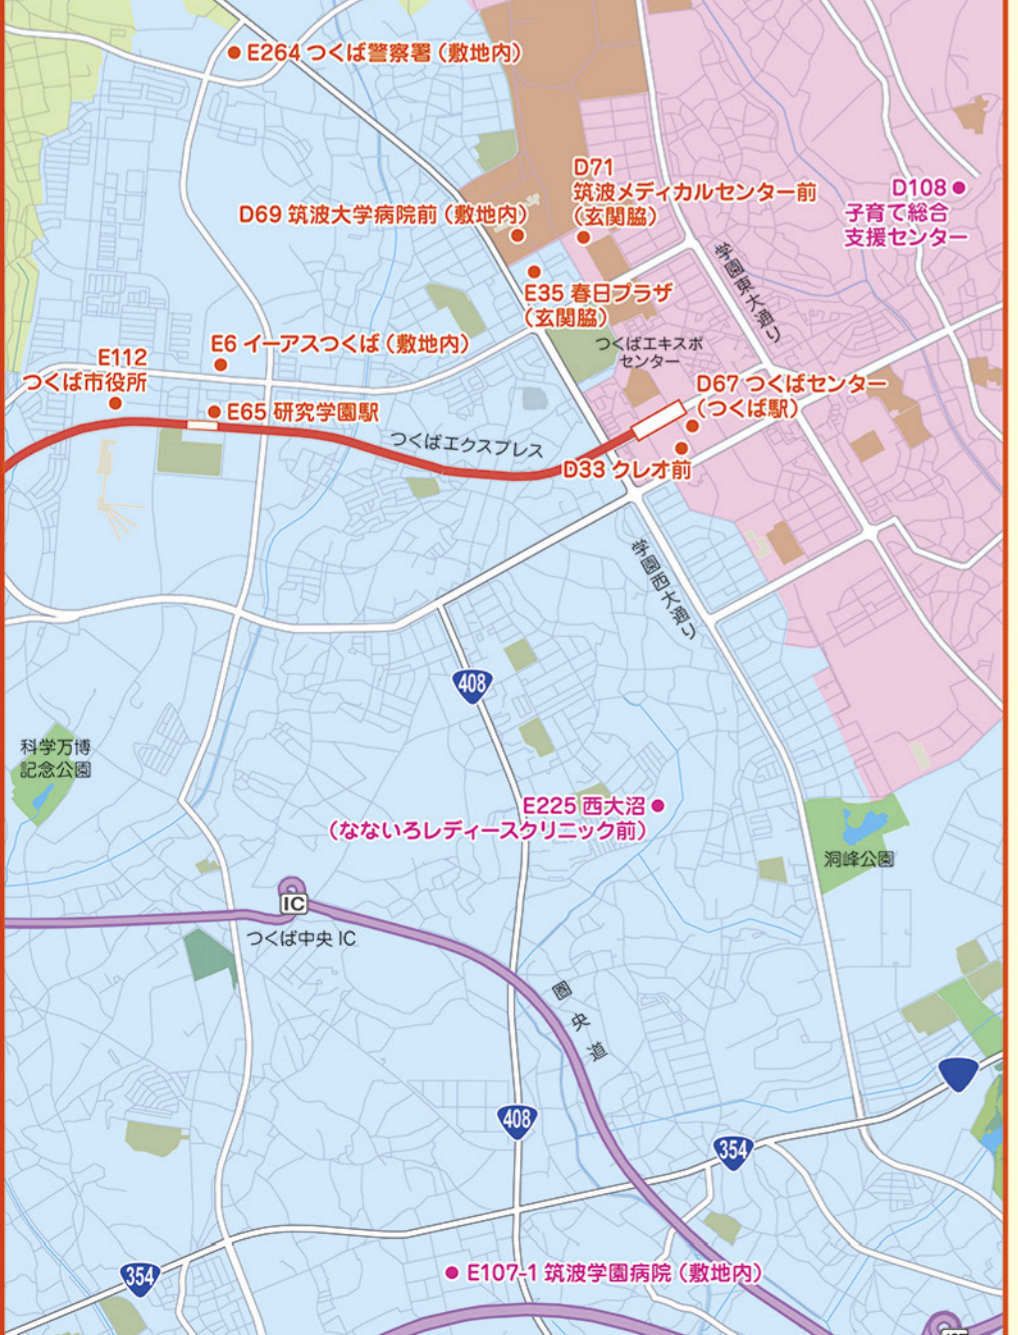 E264 つくば警察署（敷地内）
D71
筑波メディカルセンター前
（玄関脇）
D108
子育て総合
支援センター
D69 筑波大学病院前（敷地内）
学園東大通り
E35 春日プラザ
（玄関脇）
つくばエキスポ
センター
E6 イーアスつくば（敷地内）
E112
つくば市役所
D67 つくばセンター
（つくば駅）
E65 研究学園駅
つくばエクスプレス
D33 クレオ前
学園西大通り
408
科学万博
記念公園
E225 西大沼
（なないろレディースクリニック前）
洞峰公園
IC
つくば中央 IC
圏央道
408
354
E107-1 筑波学園病院（敷地内）
354